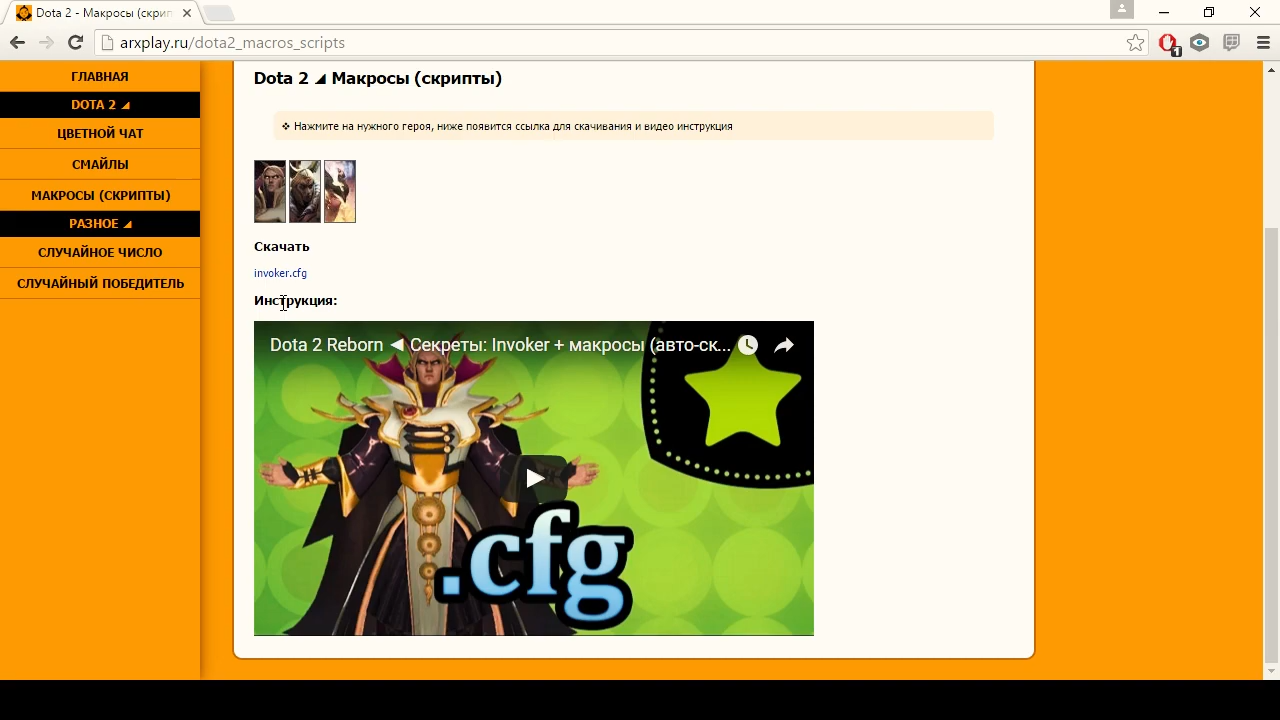 Dota 2 - Макросы (скрип
arxplay.ru/dota2_macros_scripts
1
ГЛАВНАЯ
DOTA 2 ◢
ЦВЕТНОЙ ЧАТ
СМАЙЛЫ
МАКРОСЫ (СКРИПТЫ)
РАЗНОЕ ◢
СЛУЧАЙНОЕ ЧИСЛО
СЛУЧАЙНЫЙ ПОБЕДИТЕЛЬ
Dota 2 ◢ Макросы (скрипты)
❖ Нажмите на нужного героя, ниже появится ссылка для скачивания и видео инструкция
Скачать
invoker.cfg
Инструкция:
Dota 2 Reborn ◄ Секреты: Invoker + макросы (авто-ск...
.cfg